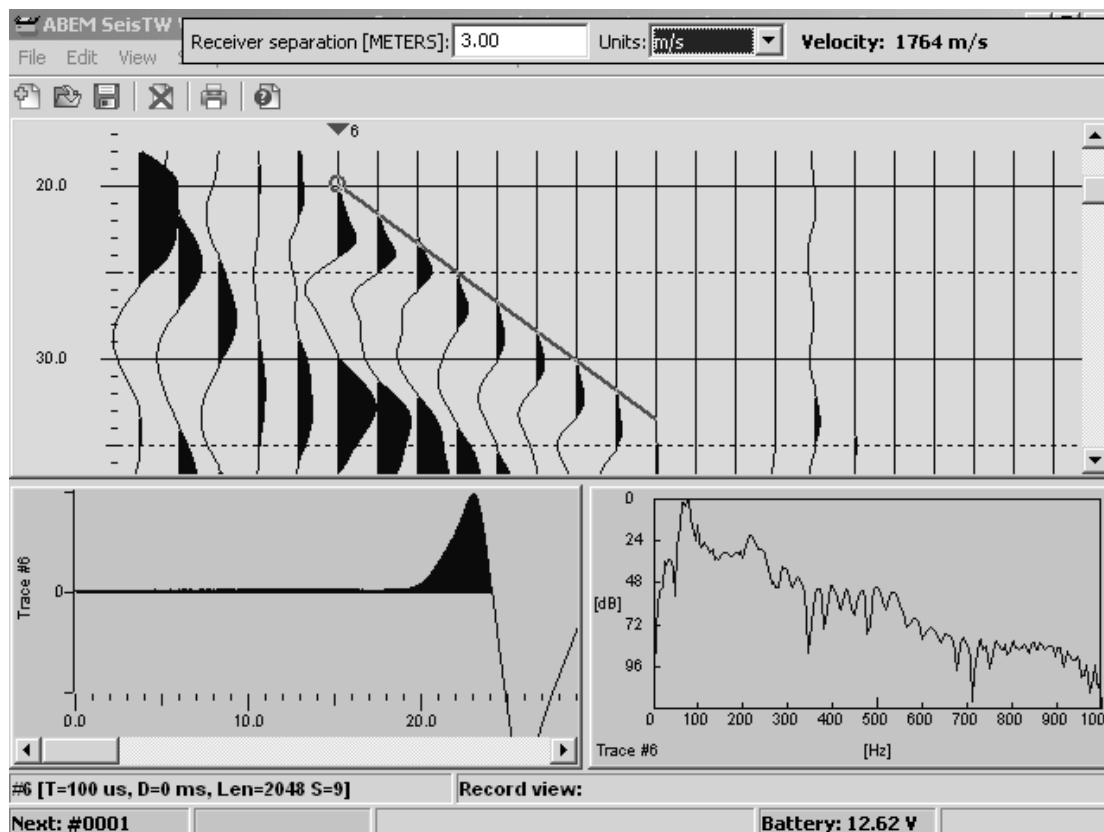 ABEM SeisTW
Receiver separation [METERS]: 3.00 Units: m/s Velocity: 1764 m/s
File Edit View
6
20.0
30.0
Trace #6
0
0.0 10.0 20.0
0
24
48
[dB]
72
96
0 100 200 300 400 500 600 700 800 900 100
Trace #6 [Hz]
#6 [T=100 us, D=0 ms, Len=2048 S=9] Record view:
Next: #0001 Battery: 12.62 V